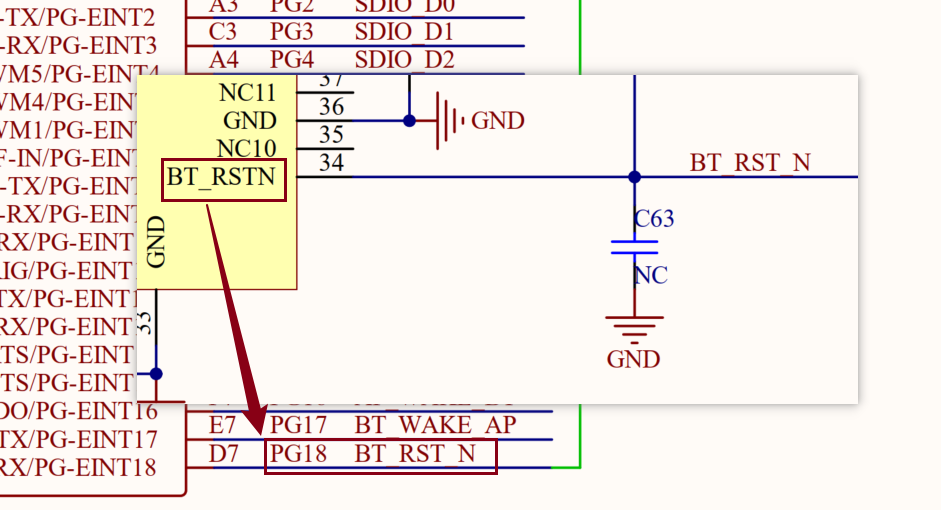 A3 PG2 SDIO_D0
-TX/PG-EINT2
C3 PG3 SDIO_D1
-RX/PG-EINT3
A4 PG4 SDIO_D2
VM5/PG-EINT4
VM4/PG-EINT
VM1/PG-EINT
F-IN/PG-EINT
-TX/PG-EINT
-RX/PG-EINT
RX/PG-EINT
IG/PG-EINT
TX/PG-EINT
RX/PG-EINT
TS/PG-EINT
TS/PG-EINT
DO/PG-EINT16
E7 PG17 BT_WAKE_AP
TX/PG-EINT17
D7 PG18 BT_RST_N
RX/PG-EINT18
37
NC11
36
GND
GND
35
NC10
34
BT_RSTN
BT_RST_N
C63
GND
NC
33
GND